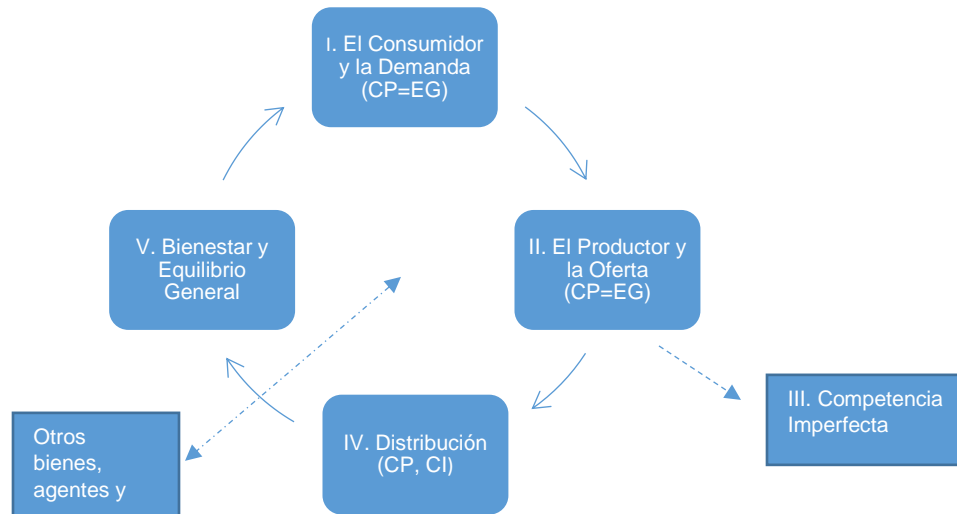 I. El Consumidor
y la Demanda
(CP=EG)
V. Bienestar y
Equilibrio
General
II. El Productor y
la Oferta
(CP=EG)
III. Competencia
Imperfecta
IV. Distribución
(CP, CI)
Otros
bienes,
agentes y